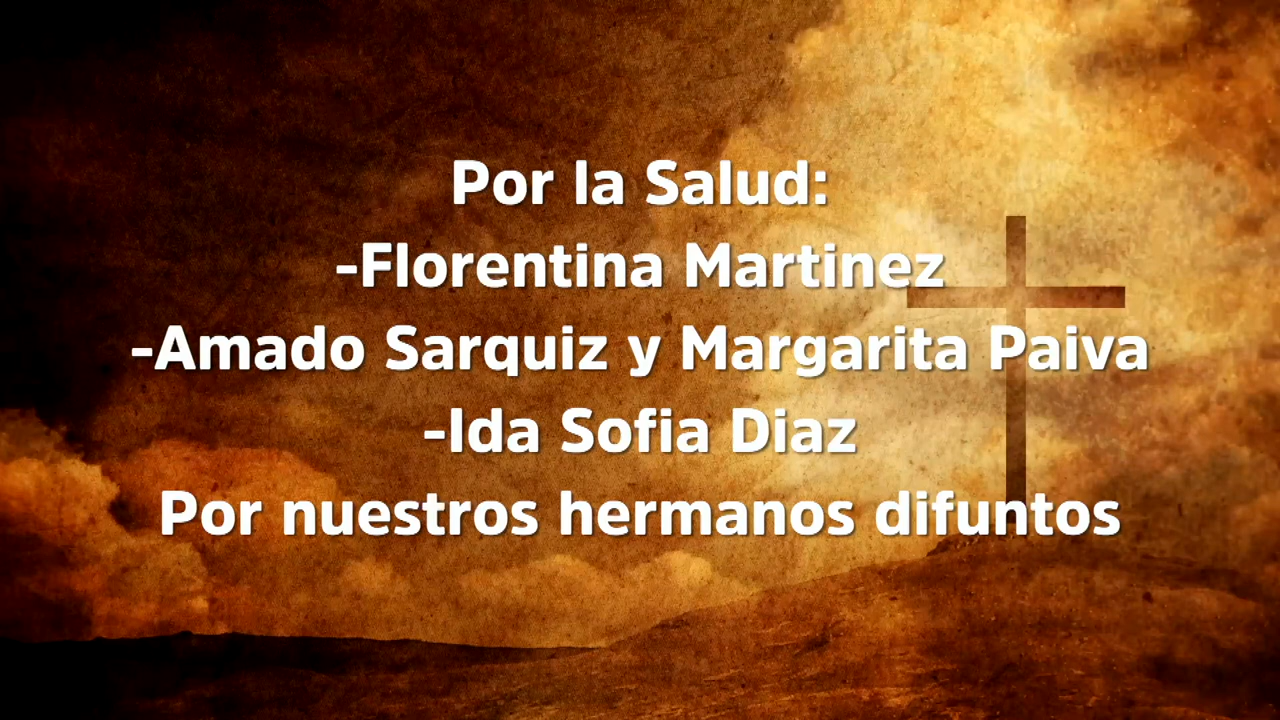 Por la Salud:
-Florentina Martinez
-Amado Sarquiz y Margarita Paiva
-Ida Sofia Diaz
Por nuestros hermanos difuntos